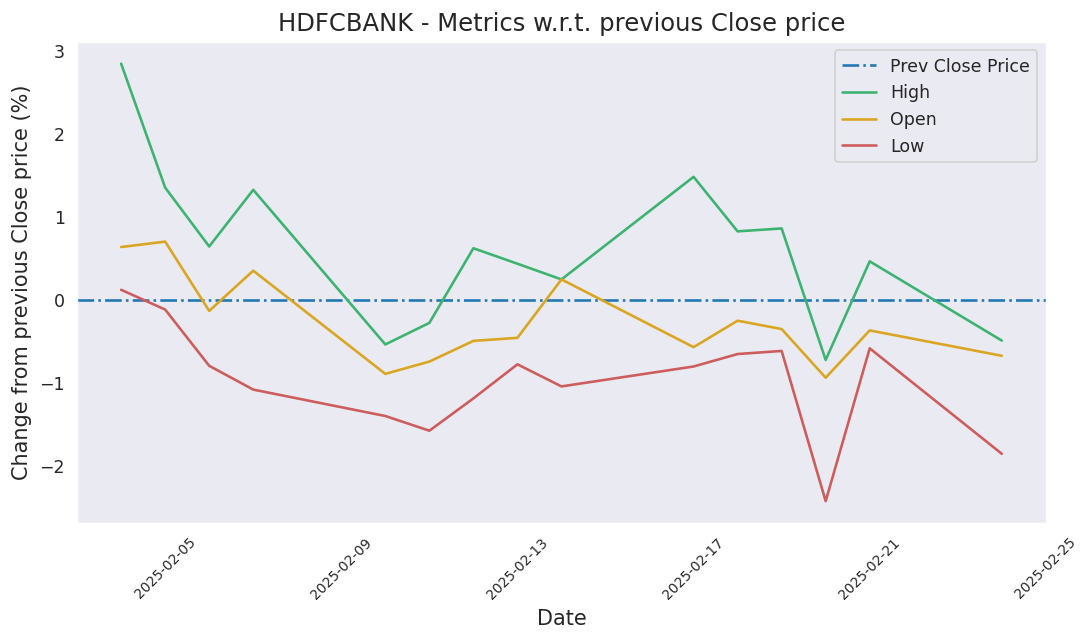 HDFCBANK - Metrics w.r.t. previous Close price
Change from previous Close price (%)
3
2
1
0
−1
−2
Prev Close Price
High
Open
Low
2025-02-05
2025-02-09
2025-02-13
2025-02-17
2025-02-21
2025-02-25
Date